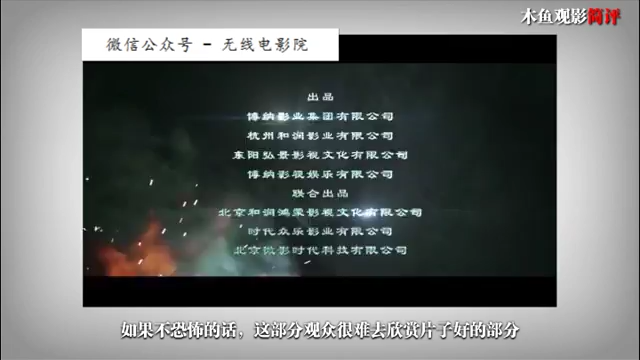 木鱼观影简评
微信公众号 - 无线电影院
出品
博纳影业集团有限公司
杭州和润影业有限公司
东阳弘景影视文化有限公司
博纳影视娱乐有限公司
联合出品
北京和润鸿蒙影视文化有限公司
时代众乐影业有限公司
北京微影时代科技有限公司
如果不恐怖的话，这部分观众很难去欣赏片子好的部分